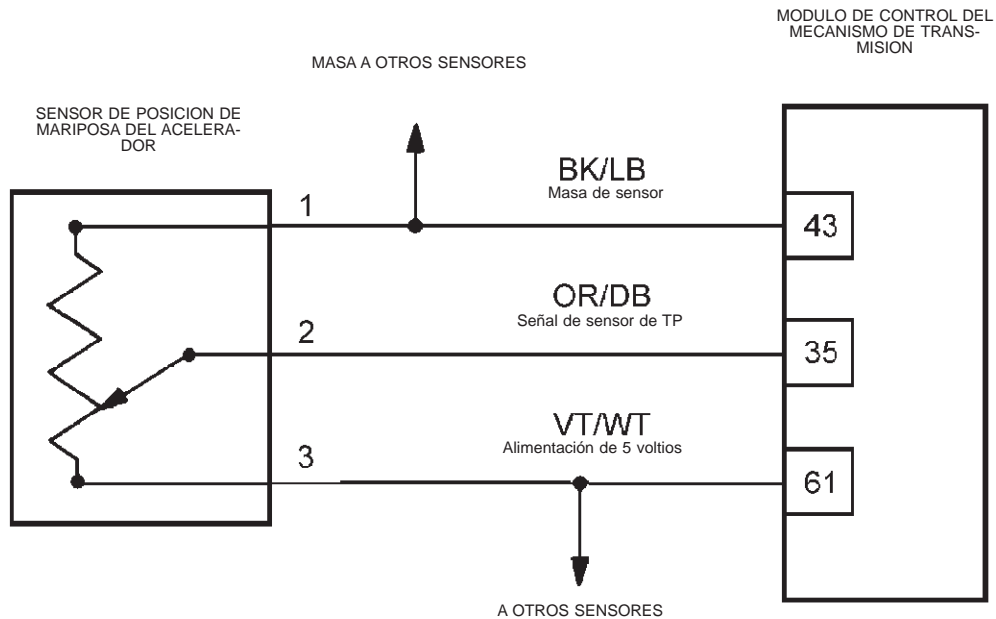 MODULO DE CONTROL DEL
MECANISMO DE TRANS-
MISION
MASA A OTROS SENSORES
SENSOR DE POSICION DE
MARIPOSA DEL ACELERA-
DOR
1
BK/LB
Masa de sensor
43
2
OR/DB
Señal de sensor de TP
35
3
VT/WT
Alimentación de 5 voltios
61
A OTROS SENSORES